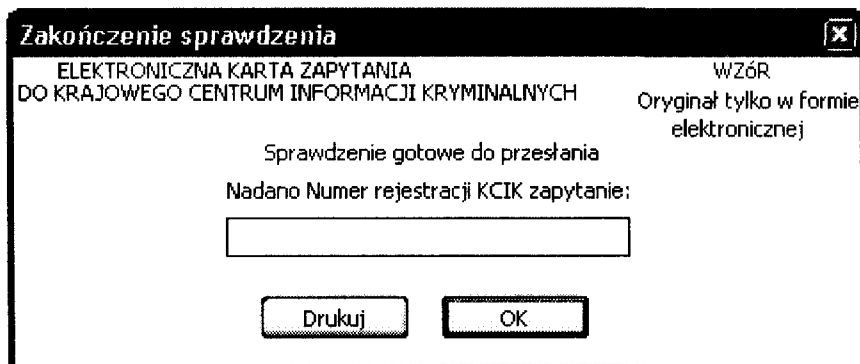 Zakończenie sprawdzenia
ELEKTRONICZNA KARTA ZAPYTANIA
DO KRAJOWEGO CENTRUM INFORMACJI KRYMINALNYCH
WZóR
Oryginał tylko w formie
elektronicznej
Sprawdzenie gotowe do przesłania
Nadano Numer rejestracji KCIK zapytanie:
Drukuj OK